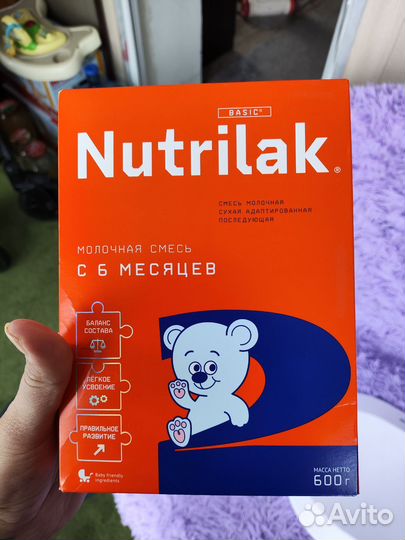 BASIC®
Nutrilak®
СМЕСЬ МОЛОЧНАЯ
СУХАЯ АДАПТИРОВАННАЯ
ПОСЛЕДУЮЩАЯ
МОЛОЧНАЯ СМЕСЬ
С 6 МЕСЯЦЕВ
БАЛАНС
СОСТАВА
ЛЁГКОЕ
УСВОЕНИЕ
ПРАВИЛЬНОЕ
РАЗВИТИЕ
2
Baby friendly
ingredients
МАССА НЕТТО
600 г
Avito